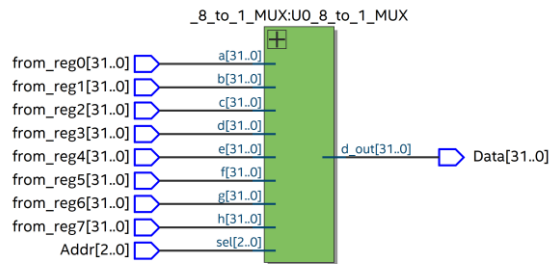 _8_to_1_MUX:U0_8_to_1_MUX
from_reg0[31..0] a[31..0]
from_reg1[31..0] b[31..0]
from_reg2[31..0] c[31..0]
from_reg3[31..0] d[31..0]
from_reg4[31..0] e[31..0] d_out[31..0] Data[31..0]
from_reg5[31..0] f[31..0]
from_reg6[31..0] g[31..0]
from_reg7[31..0] h[31..0]
Addr[2..0] sel[2..0]